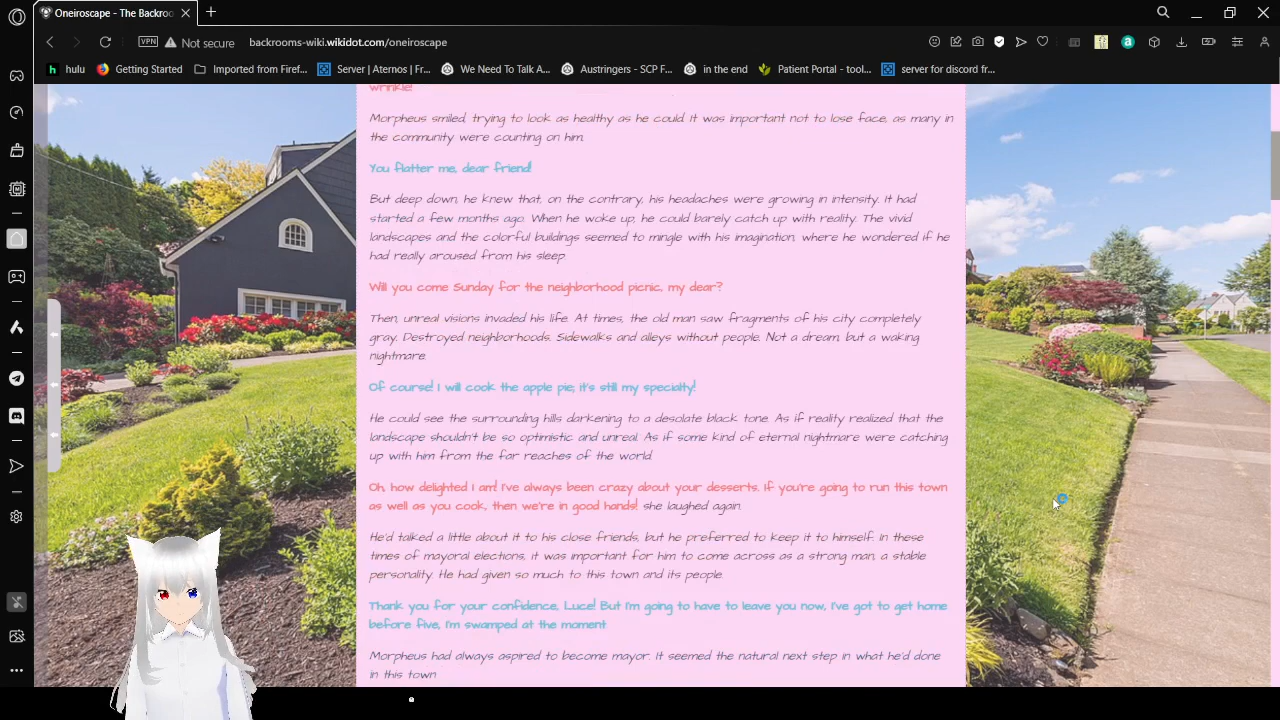 Oneiroscape - The Backroo
VPN Not secure backrooms-wiki.wikidot.com/oneiroscape
hulu Getting Started Imported from Firef... Server | Aternos | Fr... We Need To Talk A... Austringers - SCP F... in the end Patient Portal - tool... server for discord fr...
wrinkle!
Morpheus smiled, trying to look as healthy as he could. It was important not to lose face, as many in
the community were counting on him.
You flatter me, dear friend!
But deep down, he knew that, on the contrary, his headaches were growing in intensity. It had
started a few months ago. When he woke up, he could barely catch up with reality. The vivid
landscapes and the colorful buildings seemed to mingle with his imagination, where he wondered if he
had really aroused from his sleep.
Will you come Sunday for the neighborhood picnic, my dear?
Then, unreal visions invaded his life. At times, the old man saw fragments of his city completely
gray. Destroyed neighborhoods. Sidewalks and alleys without people. Not a dream, but a waking
nightmare.
Of course! I will cook the apple pie; it's still my specialty!
He could see the surrounding hills darkening to a desolate black tone. As if reality realized that the
landscape shouldn't be so optimistic and unreal. As if some kind of eternal nightmare were catching
up with him from the far reaches of the world.
Oh, how delighted I am! I've always been crazy about your desserts. If you're going to run this town
as well as you cook, then we're in good hands! she laughed again.
He'd talked a little about it to his close friends, but he preferred to keep it to himself. In these
times of mayoral elections, it was important for him to come across as a strong man, a stable
personality. He had given so much to this town and its people.
Thank you for your confidence, Luce! But I'm going to have to leave you now, I've got to get home
before five, I'm swamped at the moment.
Morpheus had always aspired to become mayor. It seemed the natural next step in what he'd done
in this town.